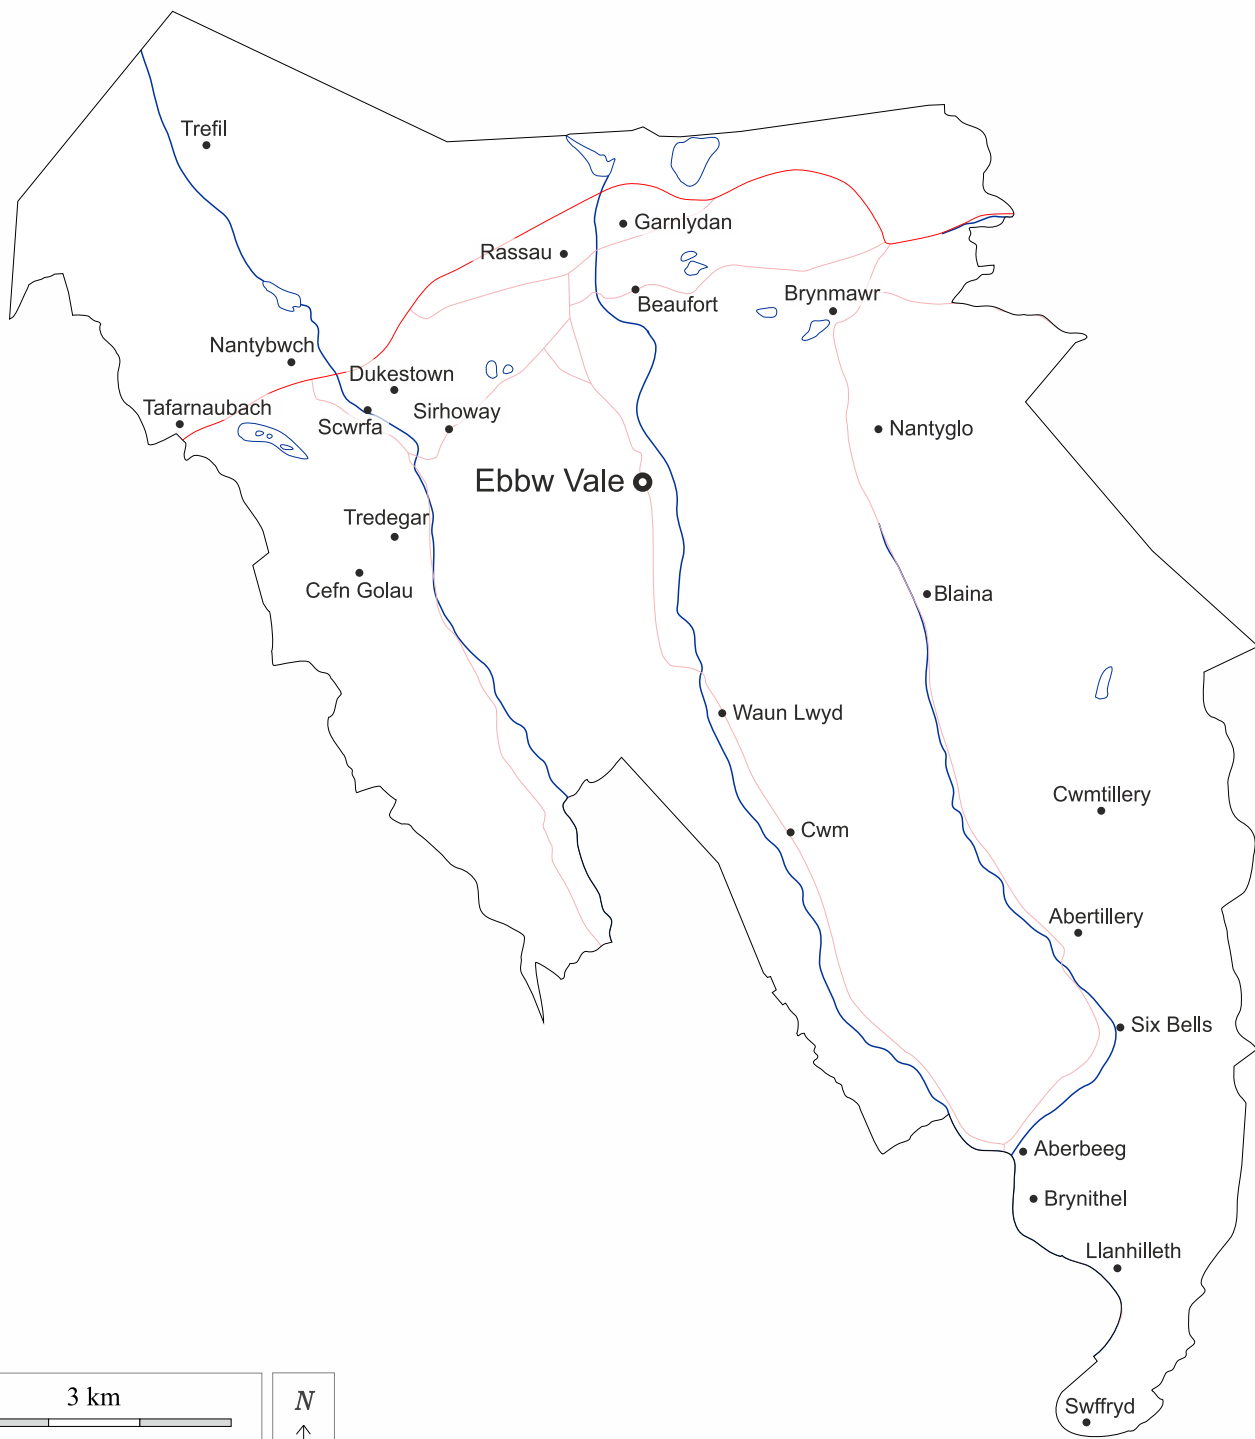 Trefil
Garnlydan
Rassau
Beaufort
Brynmawr
Nantybwch
Dukestown
Tafarnaubach
Scwrfa
Sirhoway
Nantyglo
Ebbw Vale
Tredegar
Cefn Golau
Blaina
Waun Lwyd
Cwmtillery
Cwm
Abertillery
Six Bells
Aberbeeg
Brynithel
Llanhilleth
3 km
N
Swffryd